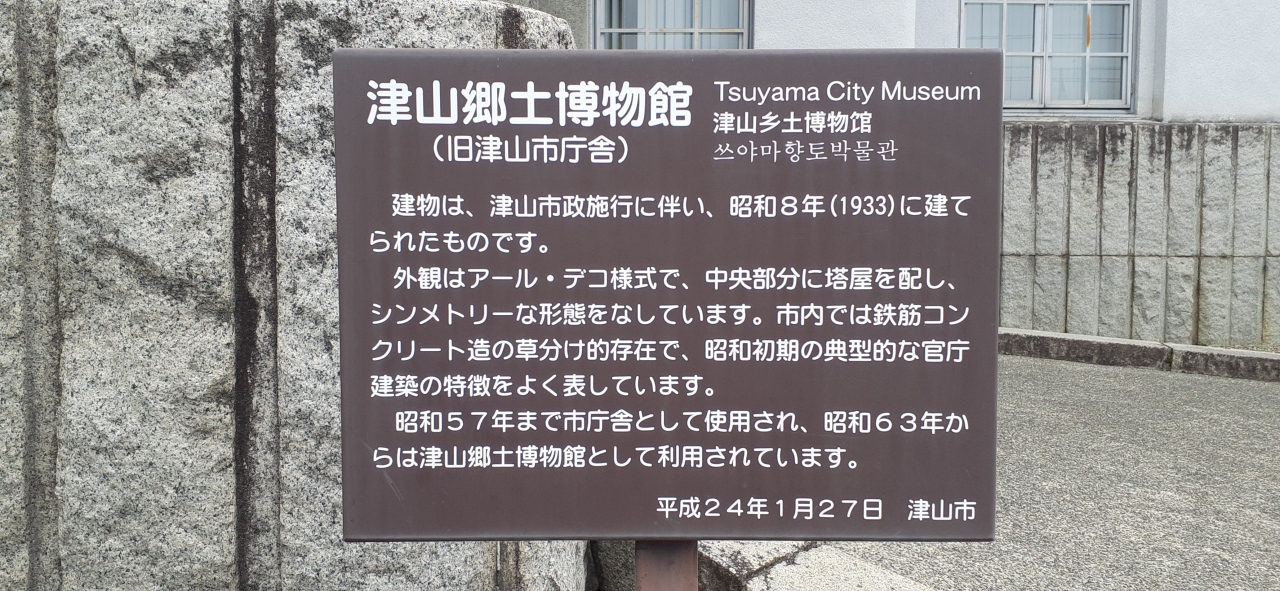 津山郷土博物館
（旧津山市庁舎）
Tsuyama City Museum
津山乡土博物馆
쓰야마향토박물관
建物は、津山市政施行に伴い、昭和８年(1933)に建て
られたものです。
外観はアール・デコ様式で、中央部分に塔屋を配し、
シンメトリーな形態をなしています。市内では鉄筋コン
クリート造の草分け的存在で、昭和初期の典型的な官庁
建築の特徴をよく表しています。
昭和５７年まで市庁舎として使用され、昭和６３年か
らは津山郷土博物館として利用されています。
平成２４年１月２７日　津山市